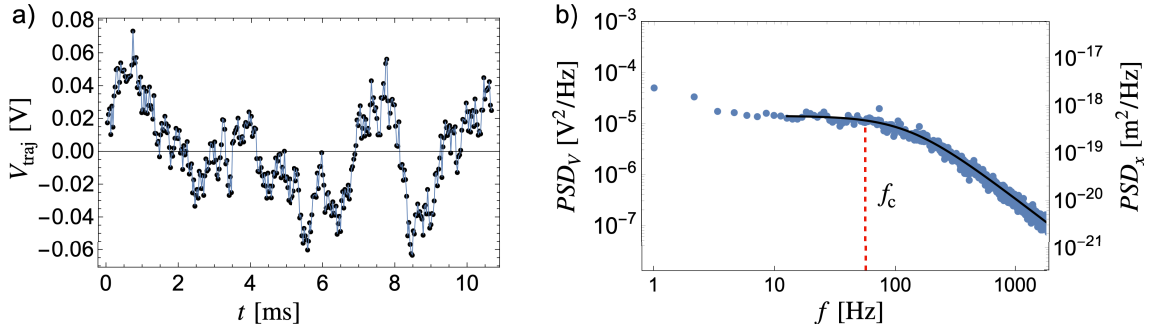 a)
0.08
0.06
0.04
0.02
0.00
−0.02
−0.04
−0.06
V_traj [V]
0 2 4 6 8 10
t [ms]
b)
10^−3
10^−4
10^−5
10^−6
10^−7
PSD_V [V^2/Hz]
f_c
10^−17
10^−18
10^−19
10^−20
10^−21
PSD_x [m^2/Hz]
1 10 100 1000
f [Hz]